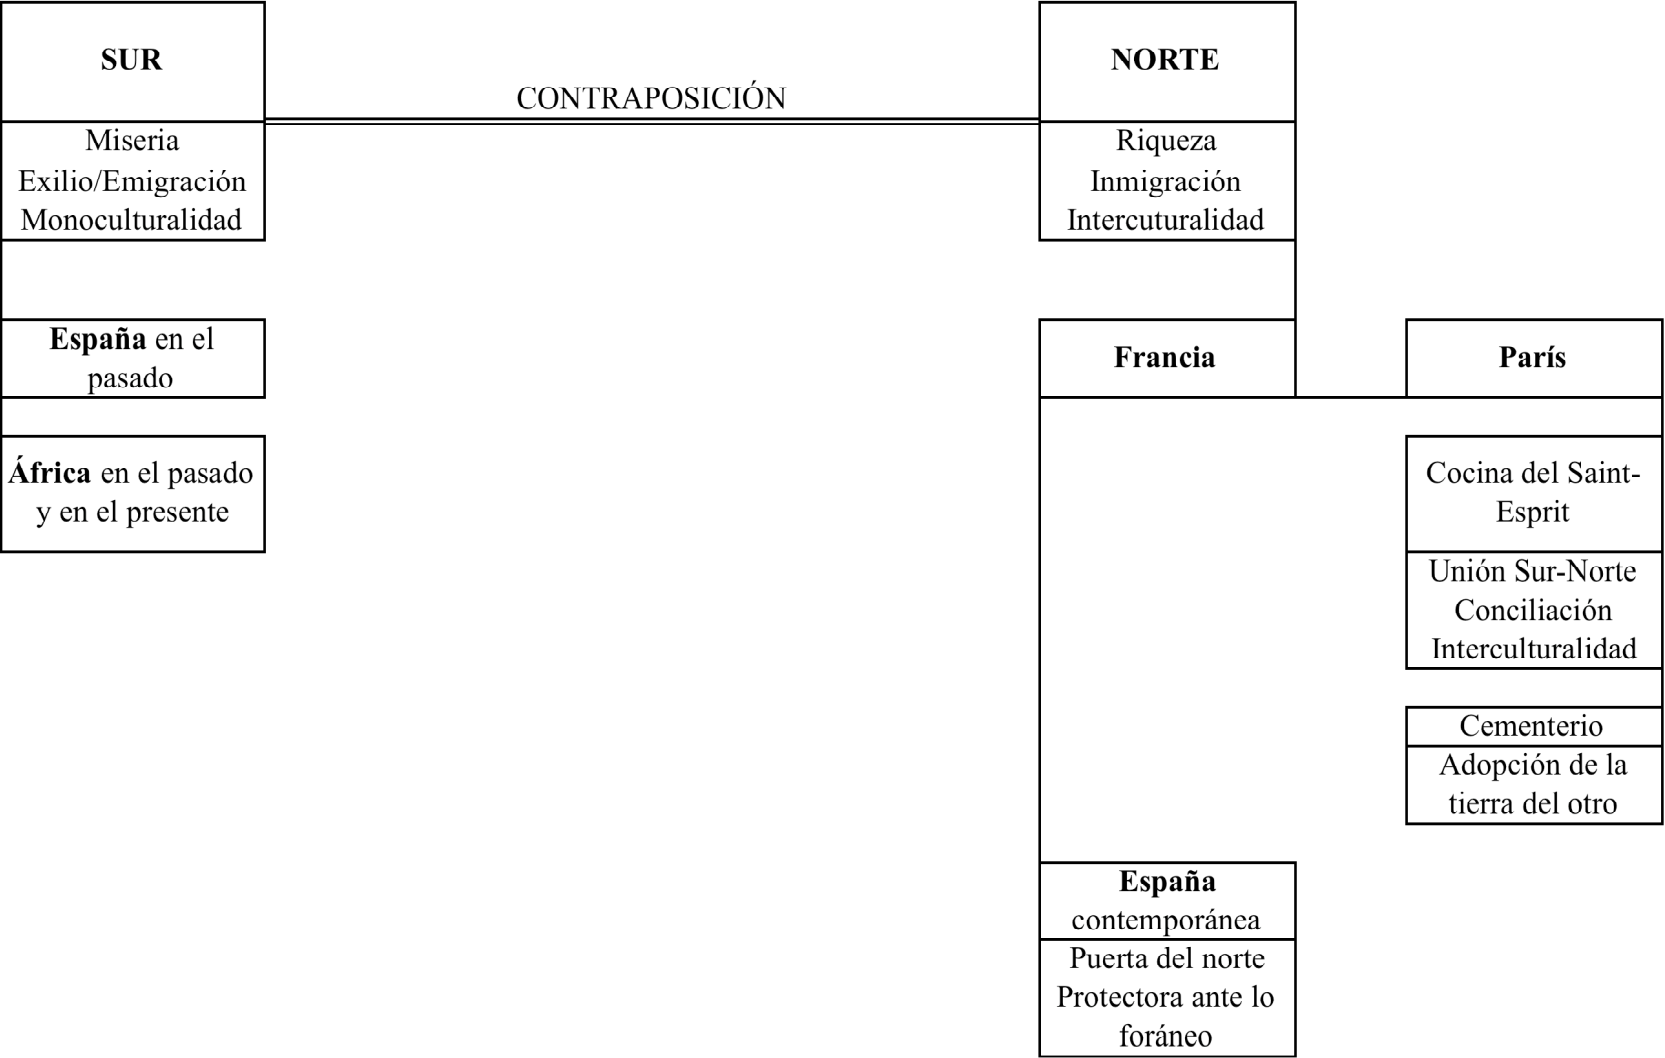 SUR
CONTRAPOSICIÓN
NORTE
Miseria
Exilio/Emigración
Monoculturalidad
Riqueza
Inmigración
Intercuturalidad
España en el
pasado
Francia
París
África en el pasado
y en el presente
Cocina del Saint-
Esprit
Unión Sur-Norte
Conciliación
Interculturalidad
Cementerio
Adopción de la
tierra del otro
España
contemporánea
Puerta del norte
Protectora ante lo
foráneo